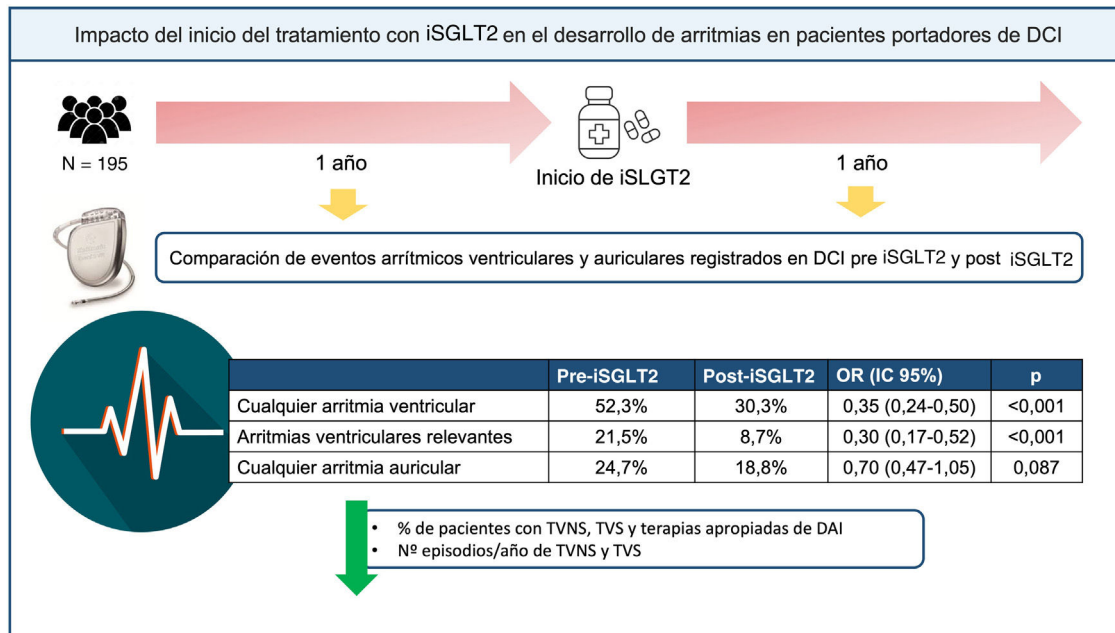 Impacto del inicio del tratamiento con iSGLT2 en el desarrollo de arritmias en pacientes portadores de DCI
N = 195
1 año
Inicio de iSLGT2
1 año
Comparación de eventos arrítmicos ventriculares y auriculares registrados en DCI pre iSGLT2 y post iSGLT2
Pre-iSGLT2 Post-iSGLT2 OR (IC 95%) p
Cualquier arritmia ventricular 52,3% 30,3% 0,35 (0,24-0,50) <0,001
Arritmias ventriculares relevantes 21,5% 8,7% 0,30 (0,17-0,52) <0,001
Cualquier arritmia auricular 24,7% 18,8% 0,70 (0,47-1,05) 0,087
• % de pacientes con TVNS, TVS y terapias apropiadas de DAI
• Nº episodios/año de TVNS y TVS